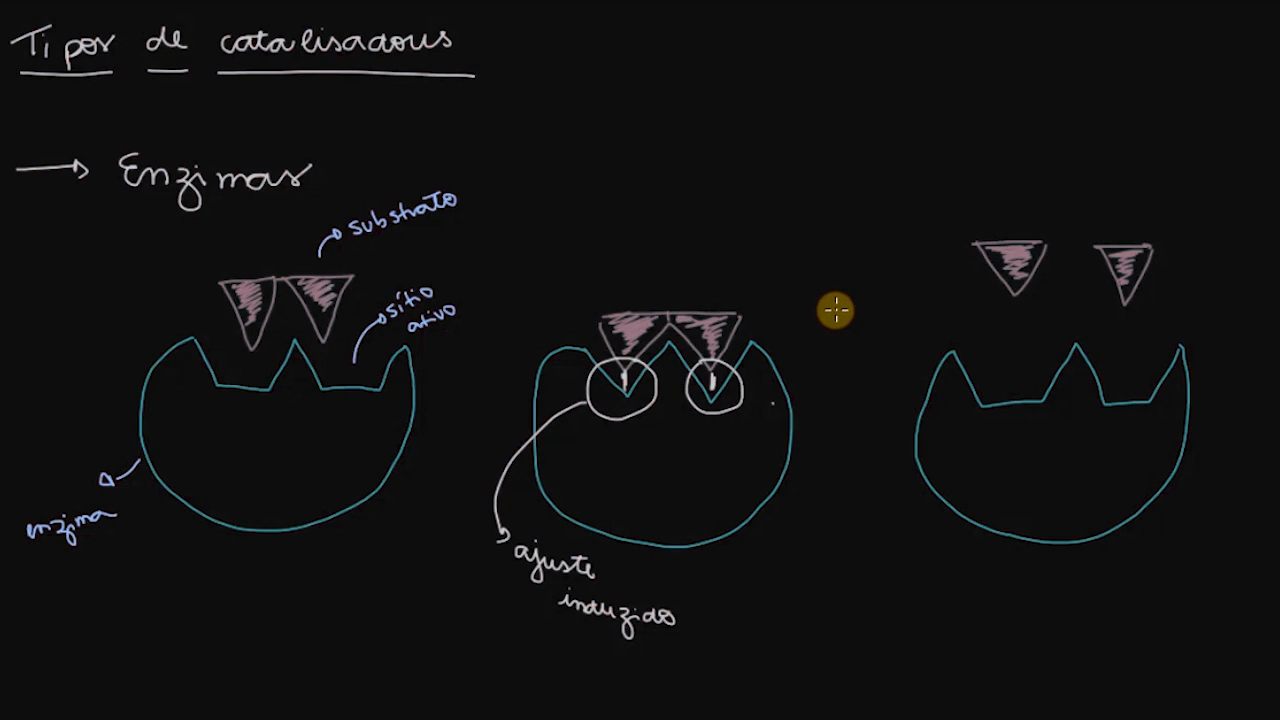 Tipos de catalisadores
→ Enzimas
substrato
sítio
ativo
enzima
ajuste
induzido